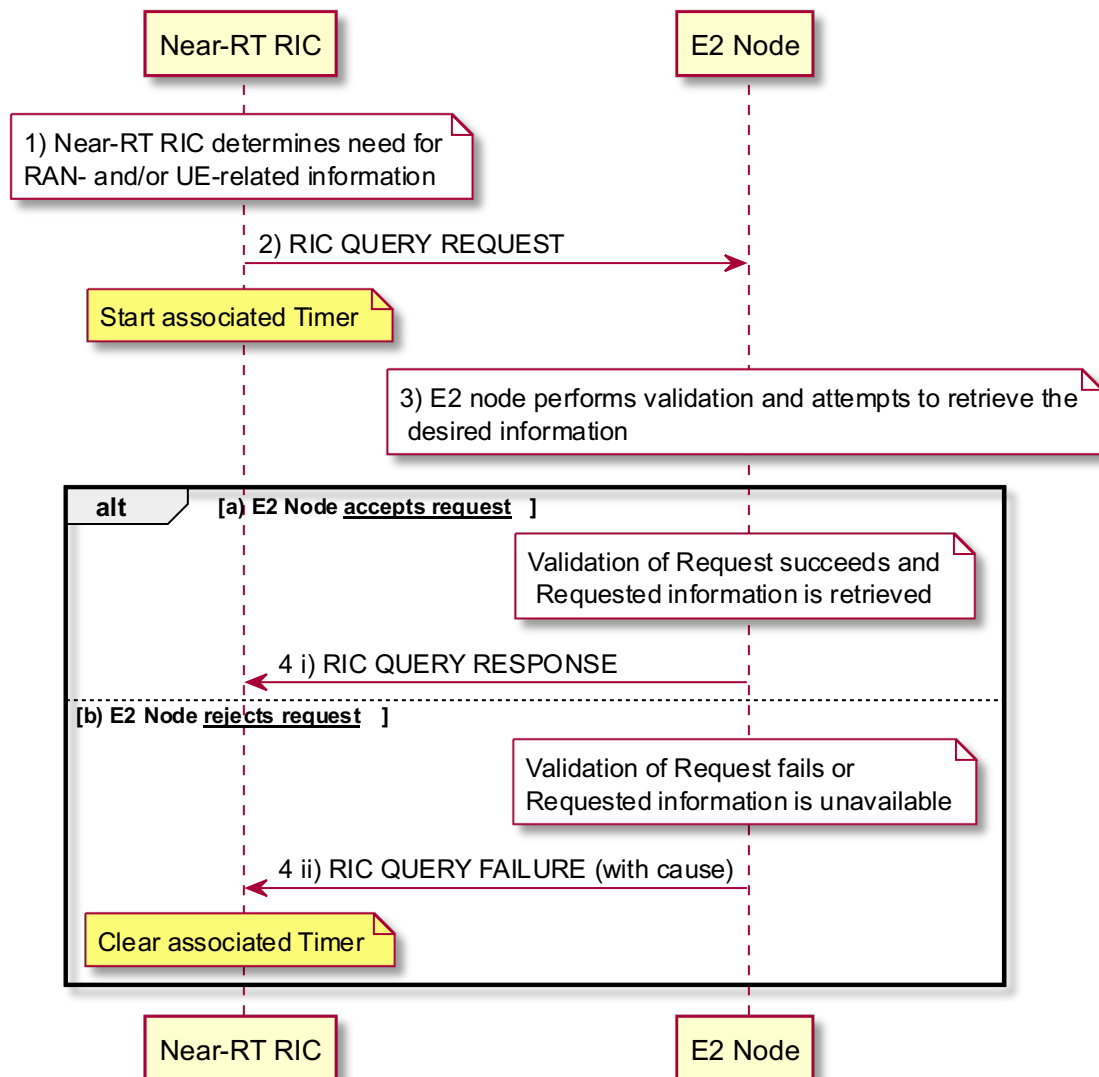 Near-RT RIC
E2 Node
1) Near-RT RIC determines need for
RAN- and/or UE-related information
2) RIC QUERY REQUEST
Start associated Timer
3) E2 node performs validation and attempts to retrieve the
desired information
alt
[a) E2 Node accepts request ]
Validation of Request succeeds and
Requested information is retrieved
4 i) RIC QUERY RESPONSE
[b) E2 Node rejects request ]
Validation of Request fails or
Requested information is unavailable
4 ii) RIC QUERY FAILURE (with cause)
Clear associated Timer
Near-RT RIC
E2 Node